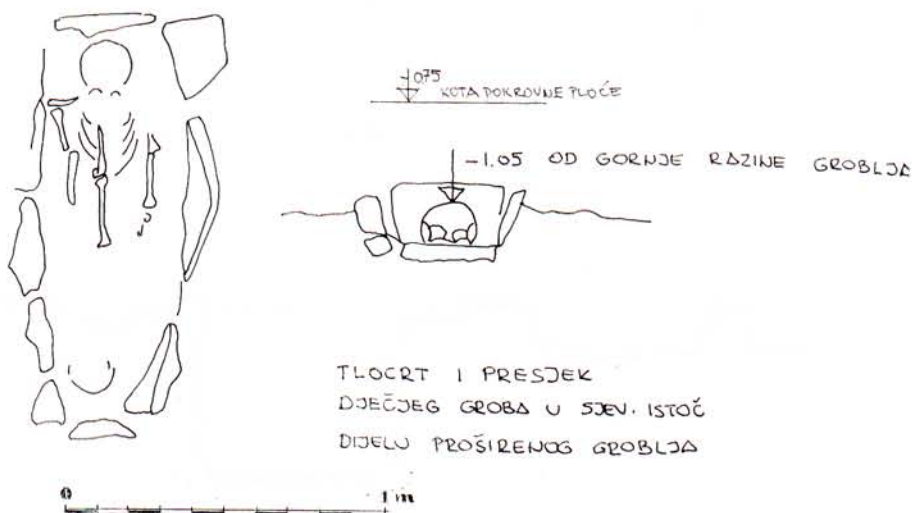 -0.75
KOTA POKROVNE PLOČE
-1.05 OD GORNJE RAZINE GROBLJA
TLOCRT I PRESJEK
DJEČJEG GROBA U SJEV. ISTOČ
DIJELU PROŠIRENOG GROBLJA
0 1 m